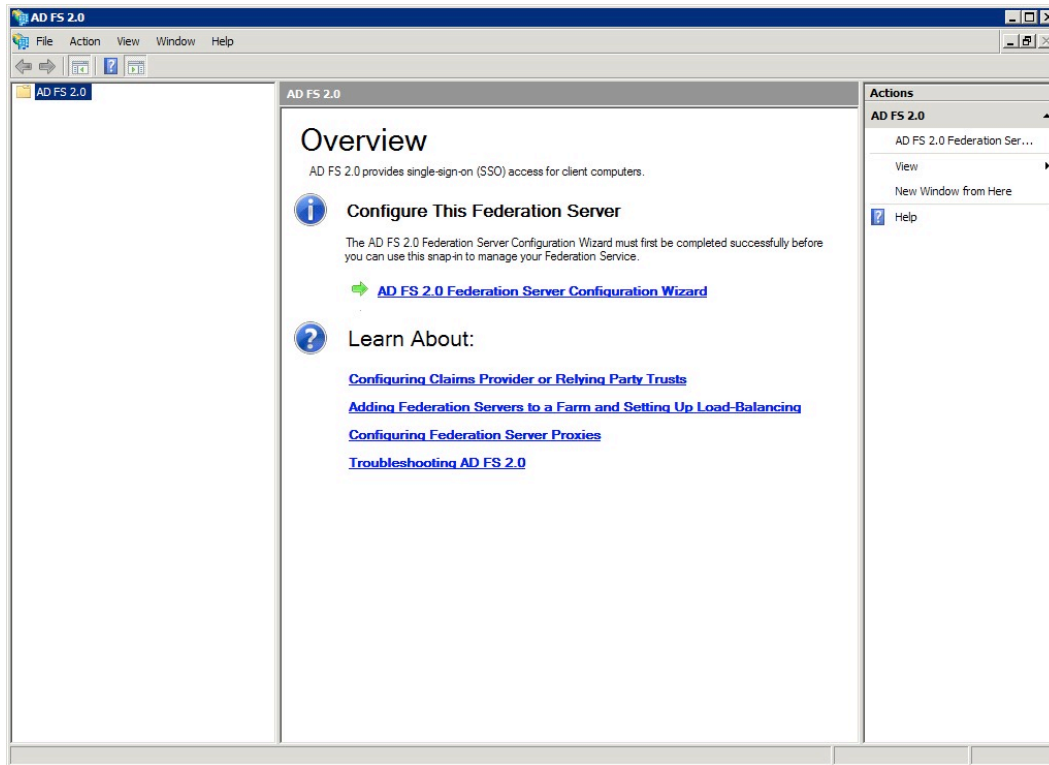 AD FS 2.0
File Action View Window Help
AD FS 2.0
AD FS 2.0
Overview
AD FS 2.0 provides single-sign-on (SSO) access for client computers.
Configure This Federation Server
The AD FS 2.0 Federation Server Configuration Wizard must first be completed successfully before
you can use this snap-in to manage your Federation Service.
AD FS 2.0 Federation Server Configuration Wizard
Learn About:
Configuring Claims Provider or Relying Party Trusts
Adding Federation Servers to a Farm and Setting Up Load-Balancing
Configuring Federation Server Proxies
Troubleshooting AD FS 2.0
Actions
AD FS 2.0
AD FS 2.0 Federation Ser...
View
New Window from Here
Help